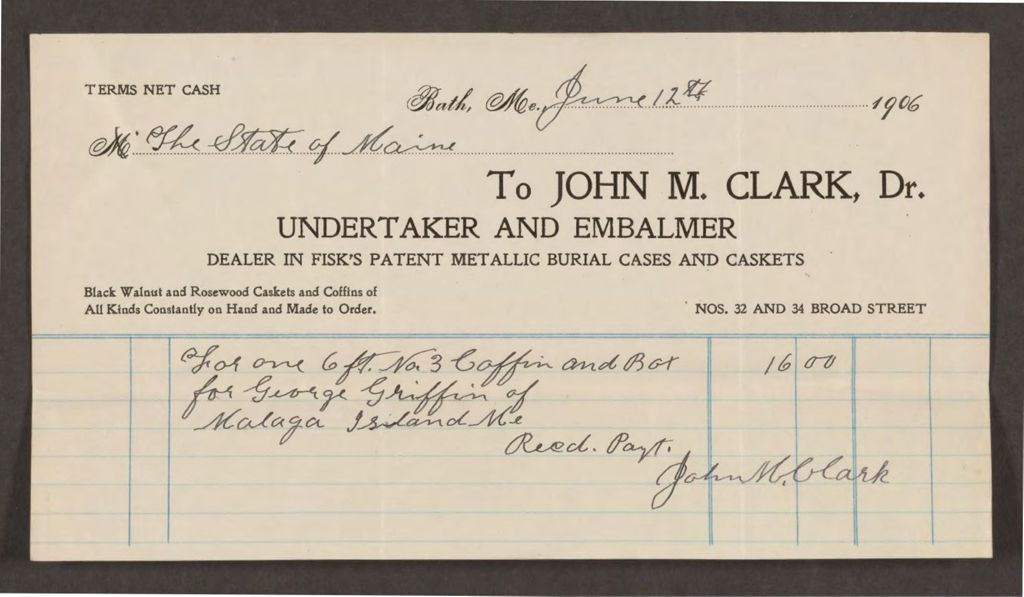 TERMS NET CASH
Bath, Me., June 12th 1906
M The State of Maine
To JOHN M. CLARK, Dr.
UNDERTAKER AND EMBALMER
DEALER IN FISK'S PATENT METALLIC BURIAL CASES AND CASKETS
Black Walnut and Rosewood Caskets and Coffins of
All Kinds Constantly on Hand and Made to Order.
NOS. 32 AND 34 BROAD STREET
For one 6 ft. No. 3 Coffin and Box 16 00
for George Griffin of
Malaga Island Me
Recd. Payt.
John M. Clark